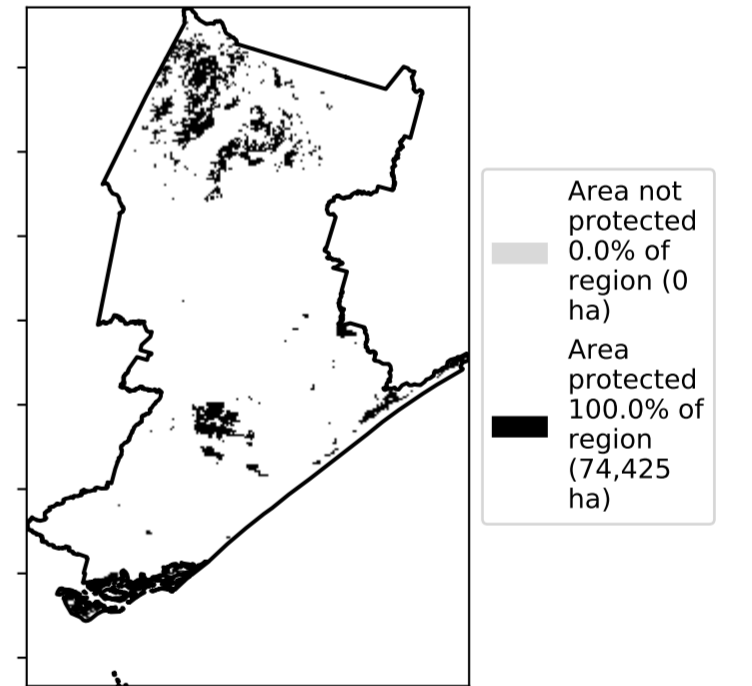 Area not
protected
0.0% of
region (0
ha)
Area
protected
100.0% of
region
(74,425
ha)